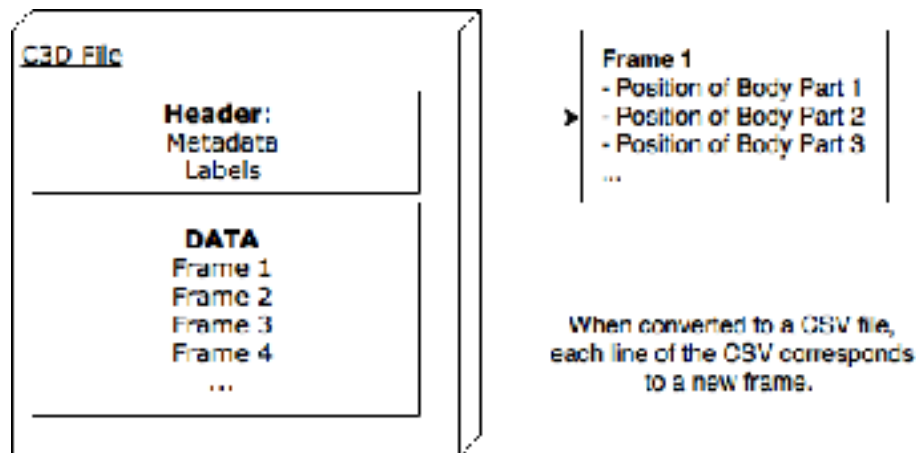 C3D File
Header:
Metadata
Labels
DATA
Frame 1
Frame 2
Frame 3
Frame 4
...
Frame 1
- Position of Body Part 1
- Position of Body Part 2
- Position of Body Part 3
...
When converted to a CSV file,
each line of the CSV corresponds
to a new frame.